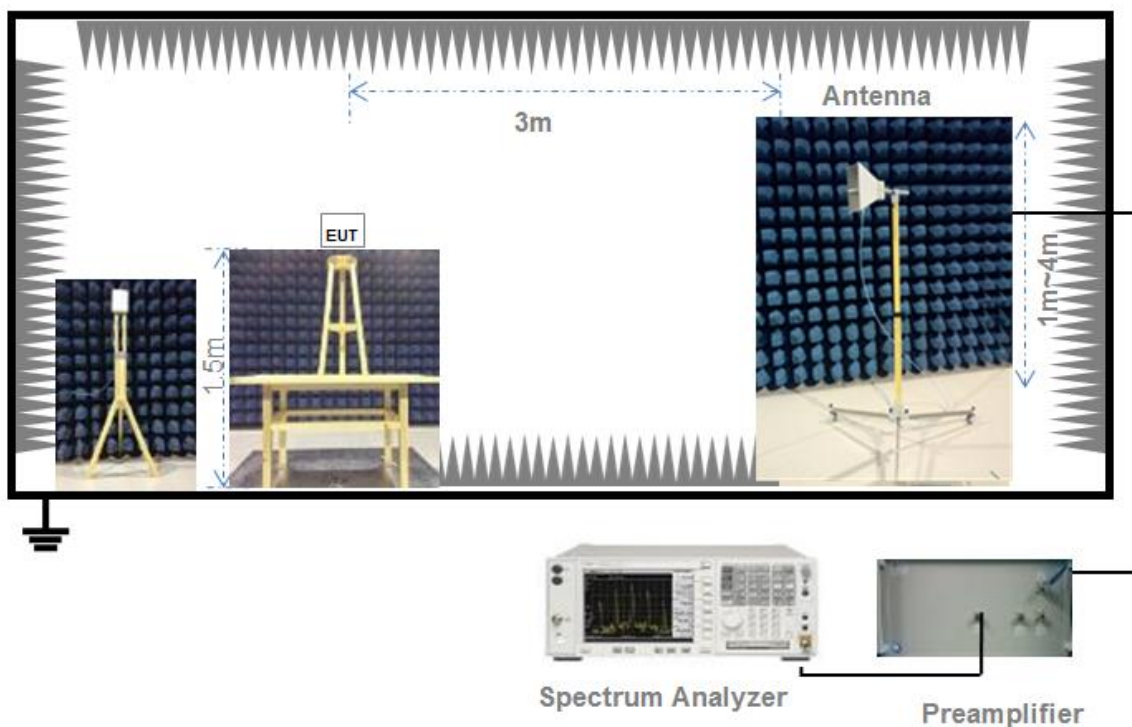 Antenna
3m
EUT
1.5m
1m~4m
Spectrum Analyzer
Preamplifier